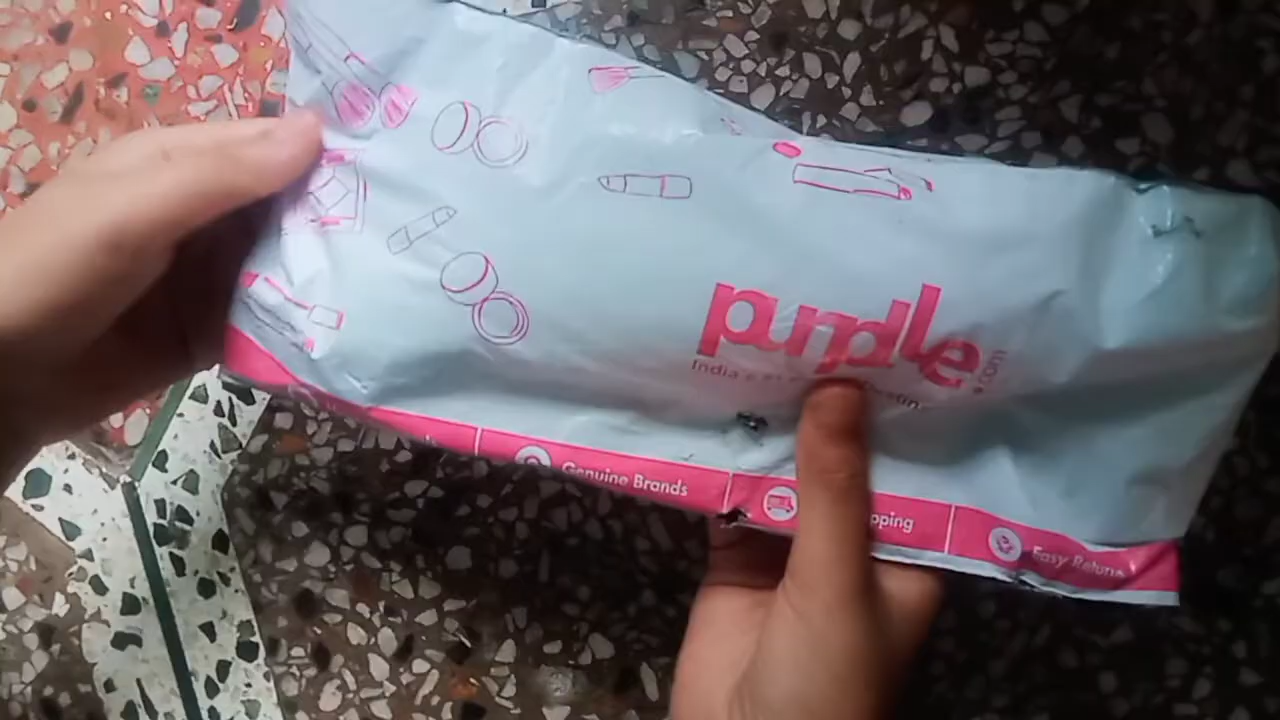 purplle
.com
India
Genuine Brands
pping
Easy Returns